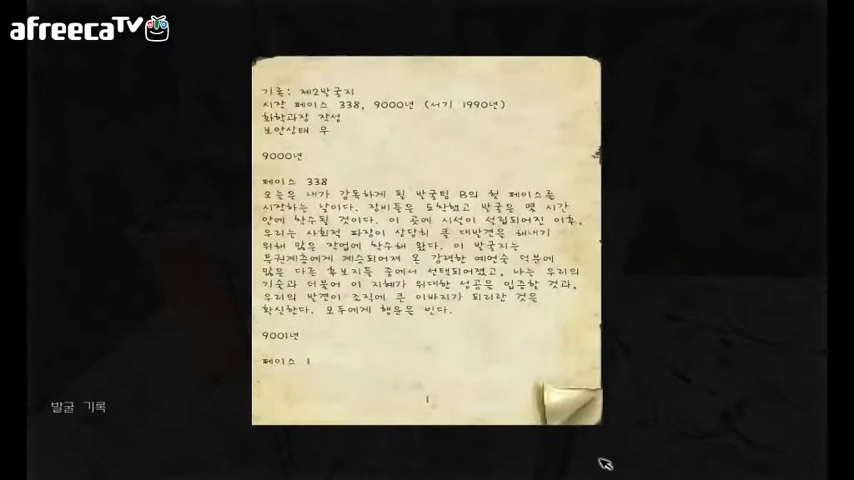 afreecaTV
기록: 제2발굴지
시작 페이스 338, 9000년 (서기 1990년)
화학과장 작성
보안상태 무
9000년
페이스 338
오늘은 내가 감독하게 될 발굴팀 B의 첫 페이스를
시작하는 날이다. 장비들은 도착했고 발굴은 몇 시간
안에 착수될 것이다. 이 곳에 시설이 설립되어진 이후,
우리는 사회적 파장이 상당히 클 대발견을 해내기
위해 많은 작업에 착수해 왔다. 이 발굴지는
특권계층에게 계승되어져 온 강력한 예언술 덕분에
많은 다른 후보지들 중에서 선택되어졌고, 나는 우리의
기술과 더불어 이 지혜가 위대한 성공을 입증할 것과,
우리의 발견이 조직에 큰 이바지가 되리란 것을
확신한다. 모두에게 행운을 빈다.
9001년
페이스 1
1
발굴 기록